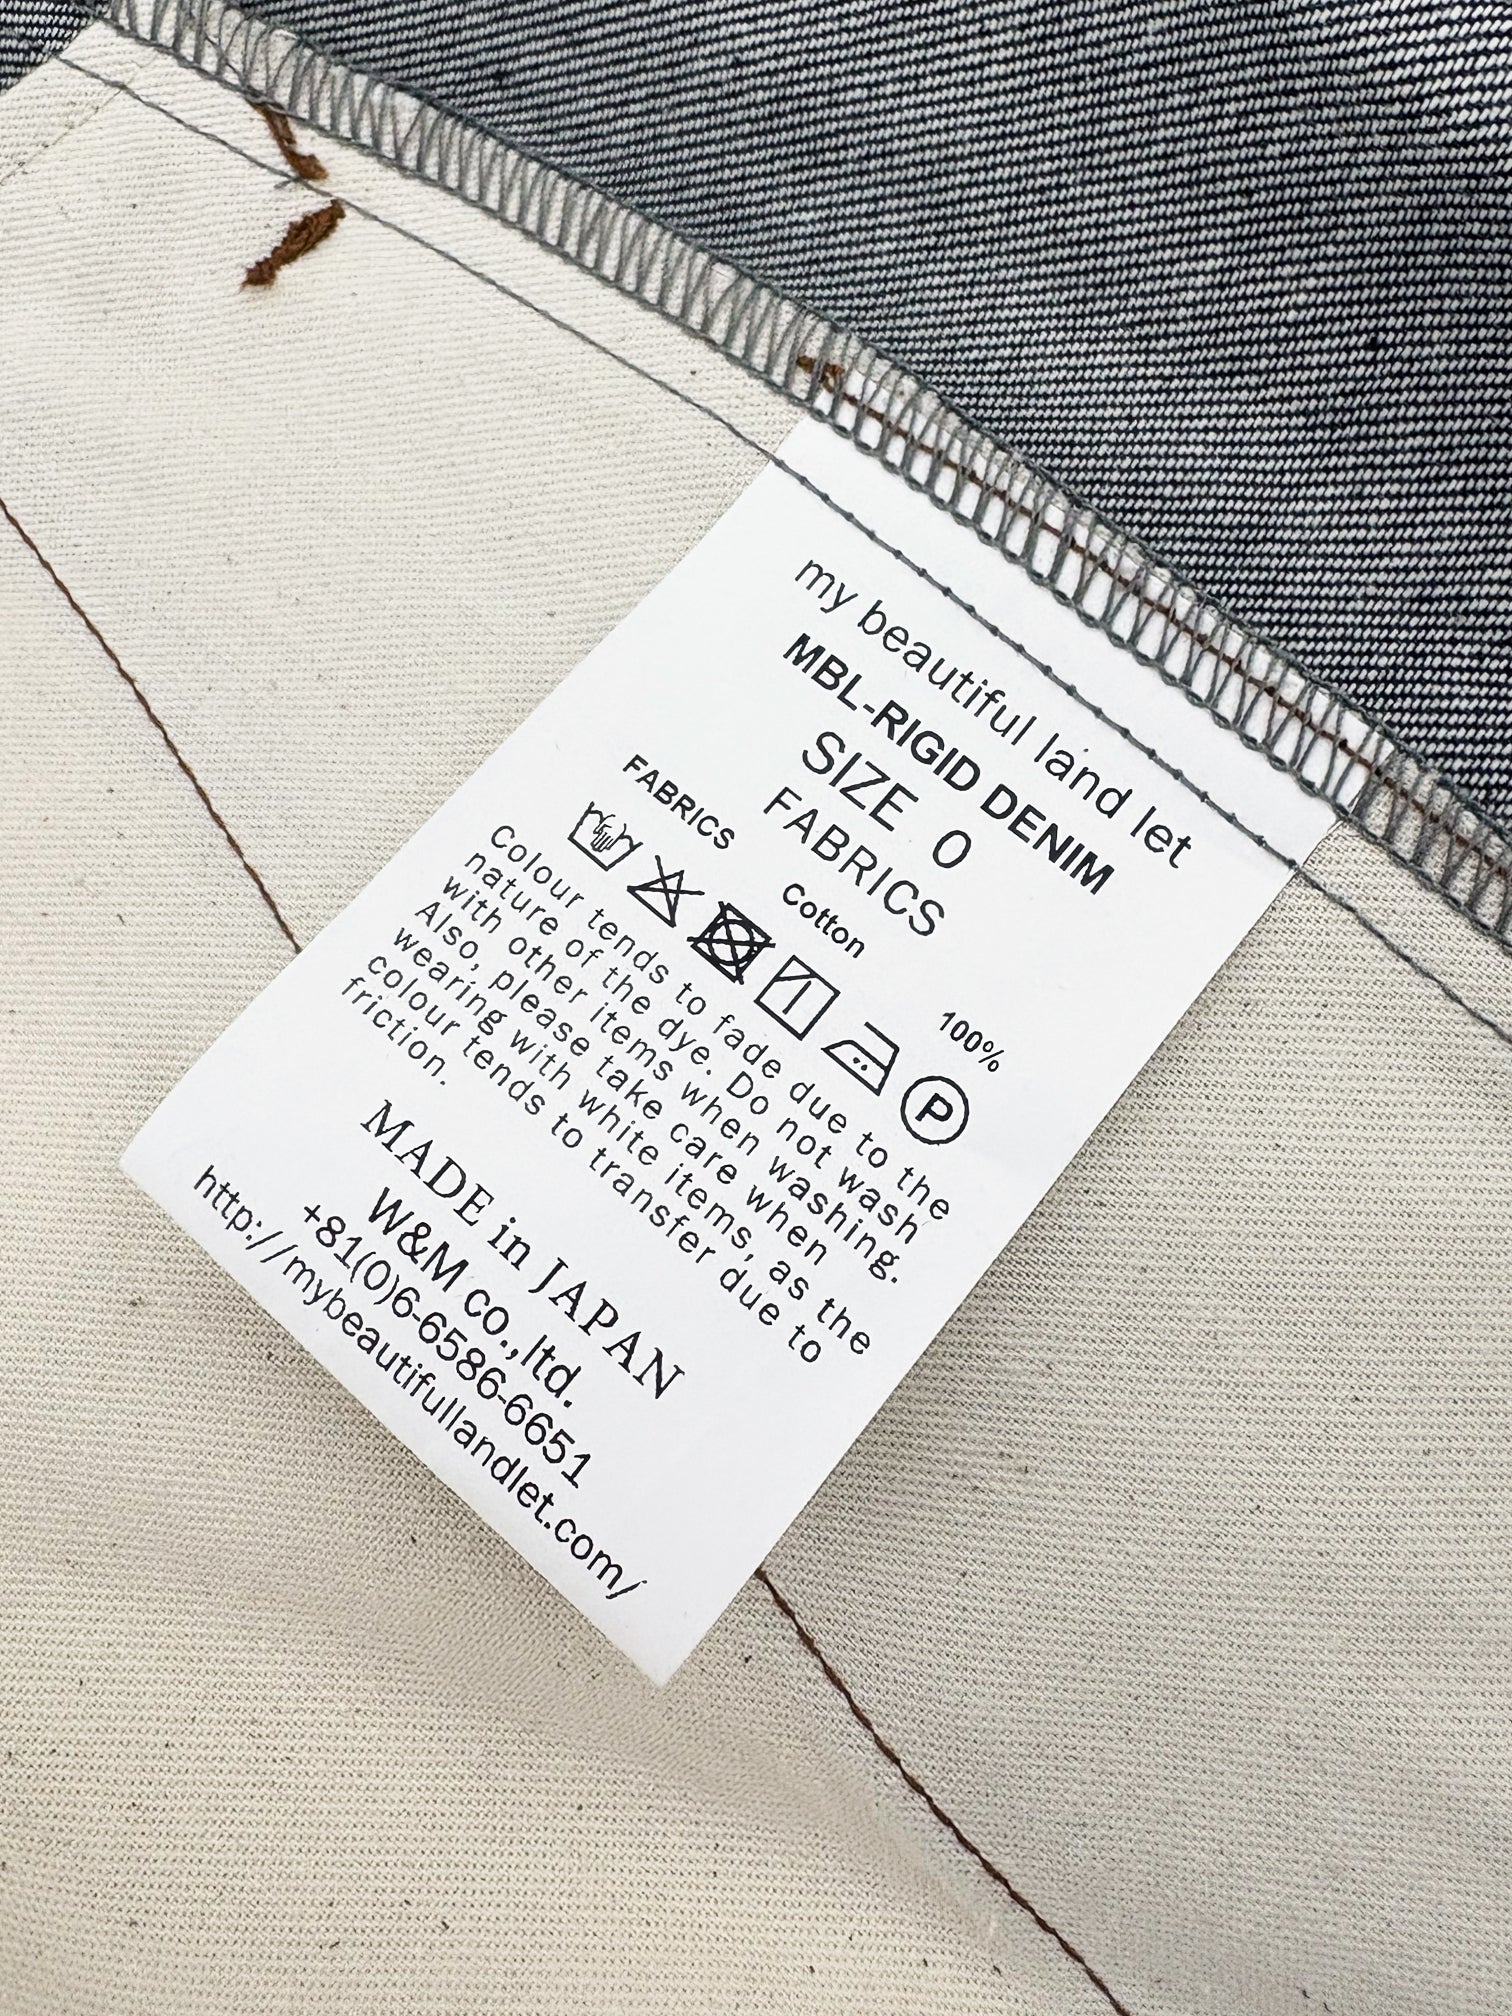 my beautiful land let
MBL-RIGID DENIM
SIZE 0
FABRICS
FABRICS
Cotton 100%
P
Colour tends to fade due to the
nature of the dye. Do not wash
with other items when washing.
Also, please take care when
wearing with white items, as the
colour tends to transfer due to
friction.
MADE in JAPAN
W&M co.,ltd.
+81(0)6-6586-6651
http://mybeautifullandlet.com/